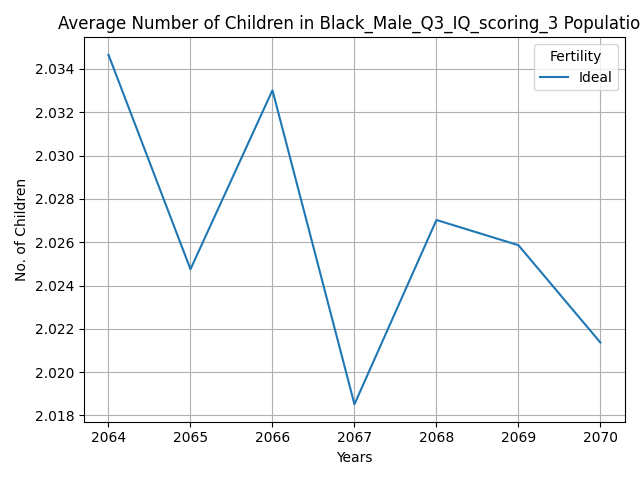 Average Number of Children in Black_Male_Q3_IQ_scoring_3 Populatio
Fertility
Ideal
2.034
2.032
2.030
2.028
2.026
2.024
2.022
2.020
2.018
No. of Children
2064 2065 2066 2067 2068 2069 2070
Years